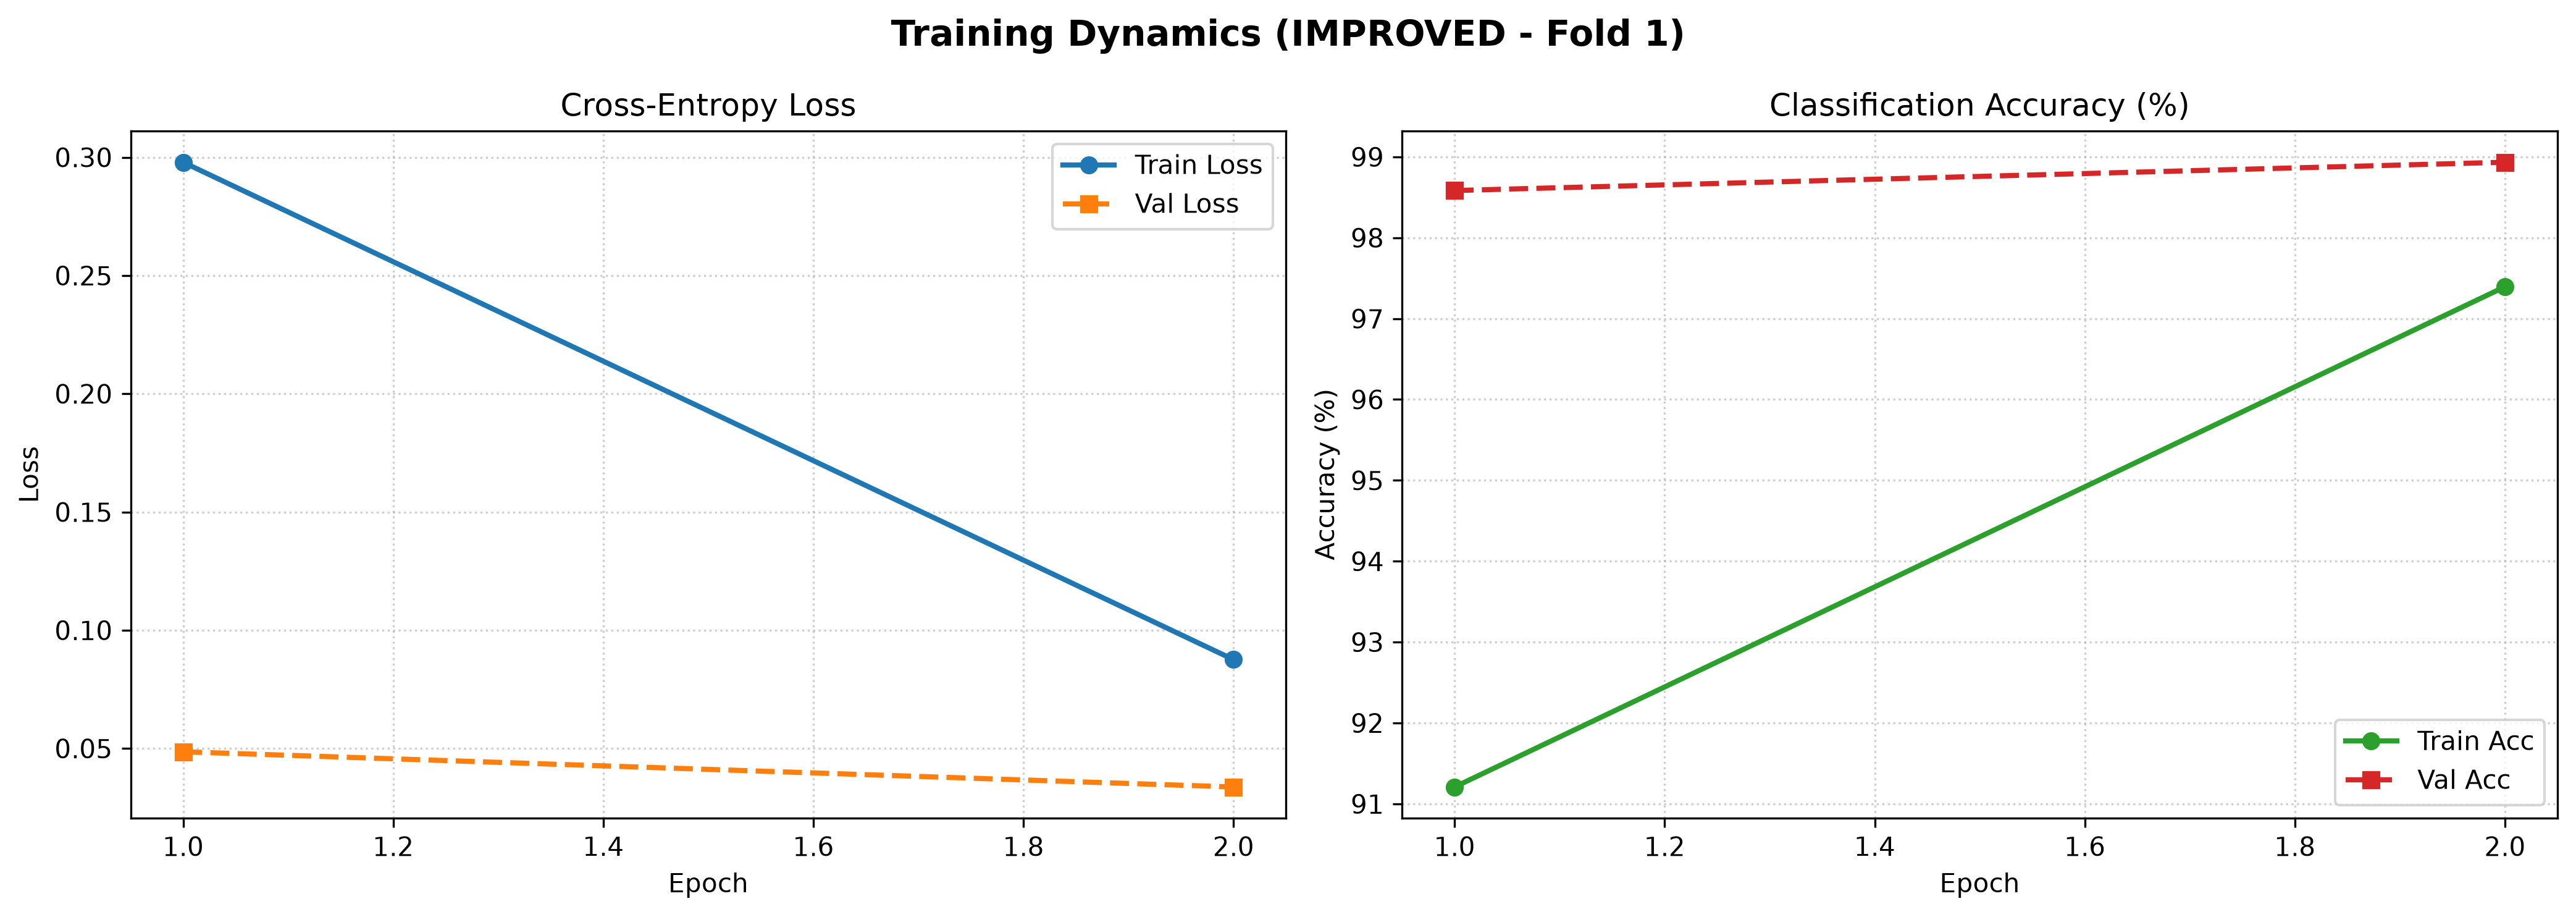 Training Dynamics (IMPROVED - Fold 1)
Cross-Entropy Loss
Loss
0.30
0.25
0.20
0.15
0.10
0.05
1.0 1.2 1.4 1.6 1.8 2.0
Epoch
Train Loss
Val Loss
Classification Accuracy (%)
Accuracy (%)
99
98
97
96
95
94
93
92
91
1.0 1.2 1.4 1.6 1.8 2.0
Epoch
Train Acc
Val Acc